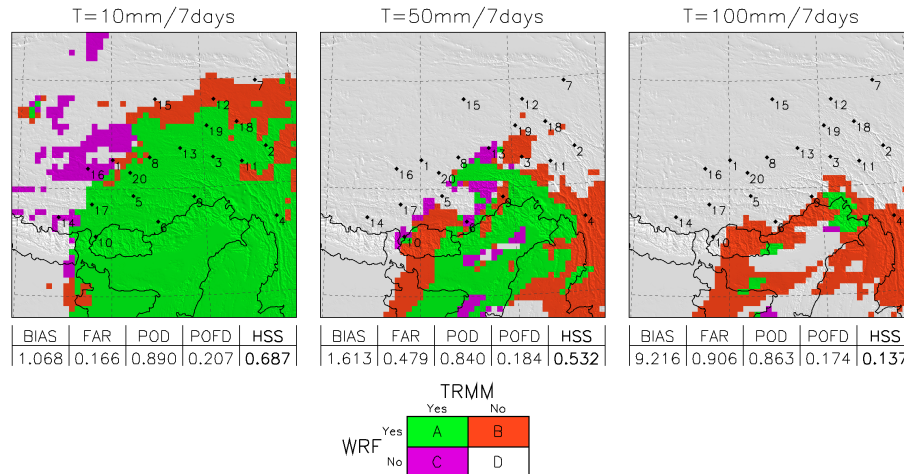 T=10mm/7days T=50mm/7days T=100mm/7days
7 7 7
15 12 15 12 15 12
19 18 19 18 19 18
13 2 13 2 13 2
1 8 3 11 1 8 3 11 1 8 3 11
16 20 16 20 16 20
17 5 9 17 5 9 17 5 9
14 6 4 14 6 4 14 6 4
10 10 10
BIAS FAR POD POFD HSS BIAS FAR POD POFD HSS BIAS FAR POD POFD HSS
1.068 0.166 0.890 0.207 0.687 1.613 0.479 0.840 0.184 0.532 9.216 0.906 0.863 0.174 0.137
TRMM
Yes No
WRF Yes A B
No C D